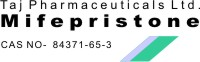 Taj Pharmaceuticals Ltd.
Mifepristone
CAS NO- 84371-65-3